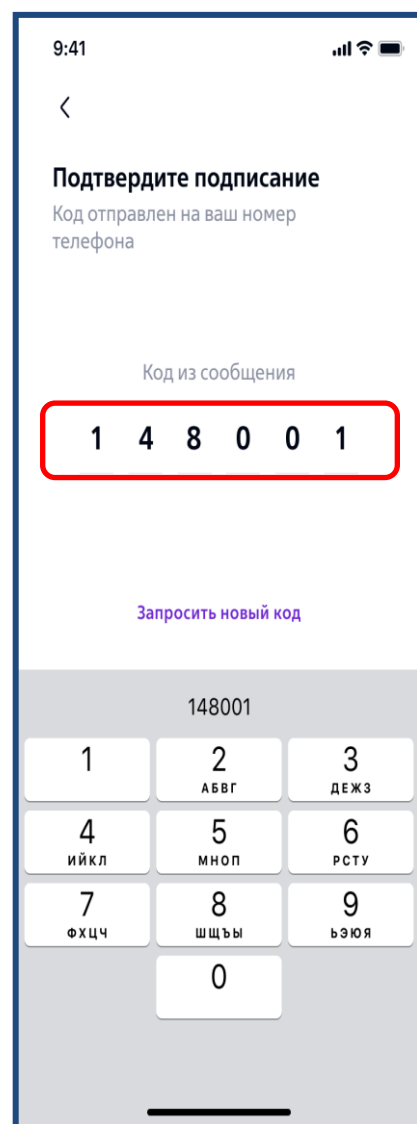 9:41
Подтвердите подписание
Код отправлен на ваш номер
телефона
Код из сообщения
1 4 8 0 0 1
Запросить новый код
148001
1 2 3
АБВГ ДЕЖЗ
4 5 6
ИЙКЛ МНОП РСТУ
7 8 9
ФХЦЧ ШЩЪЫ ЬЭЮЯ
0